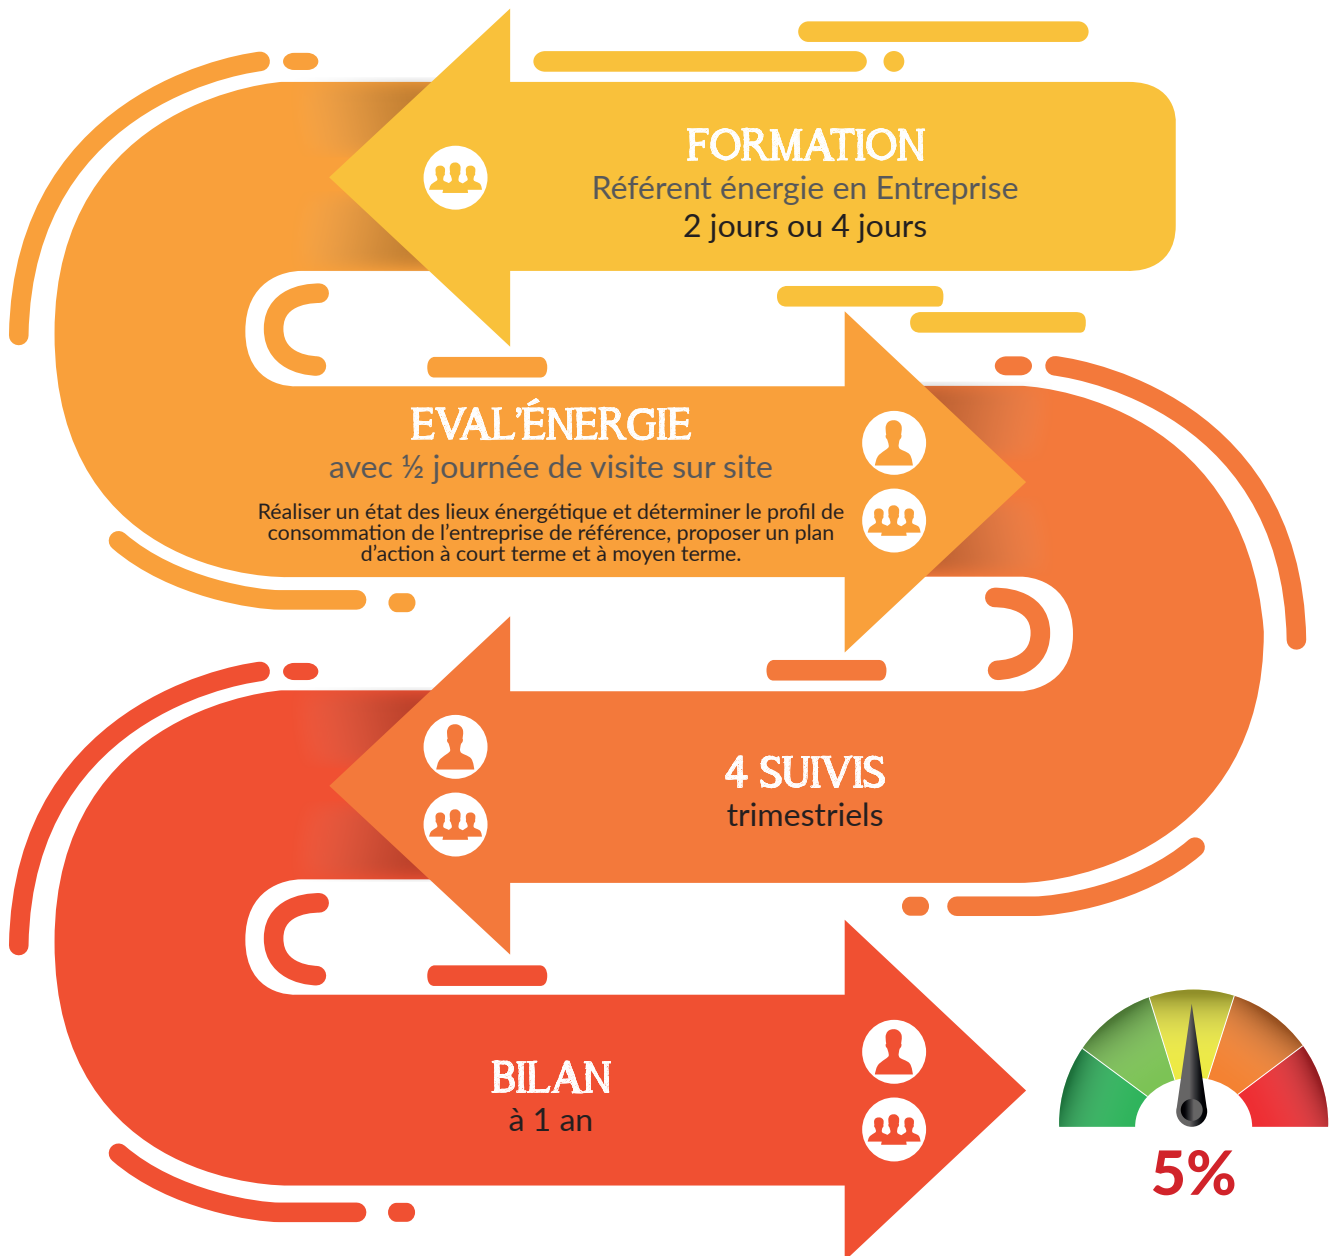 FORMATION
Référent énergie en Entreprise
2 jours ou 4 jours
EVAL'ÉNERGIE
avec ½ journée de visite sur site
Réaliser un état des lieux énergétique et déterminer le profil de
consommation de l'entreprise de référence, proposer un plan
d'action à court terme et à moyen terme.
4 SUIVIS
trimestriels
BILAN
à 1 an
5%